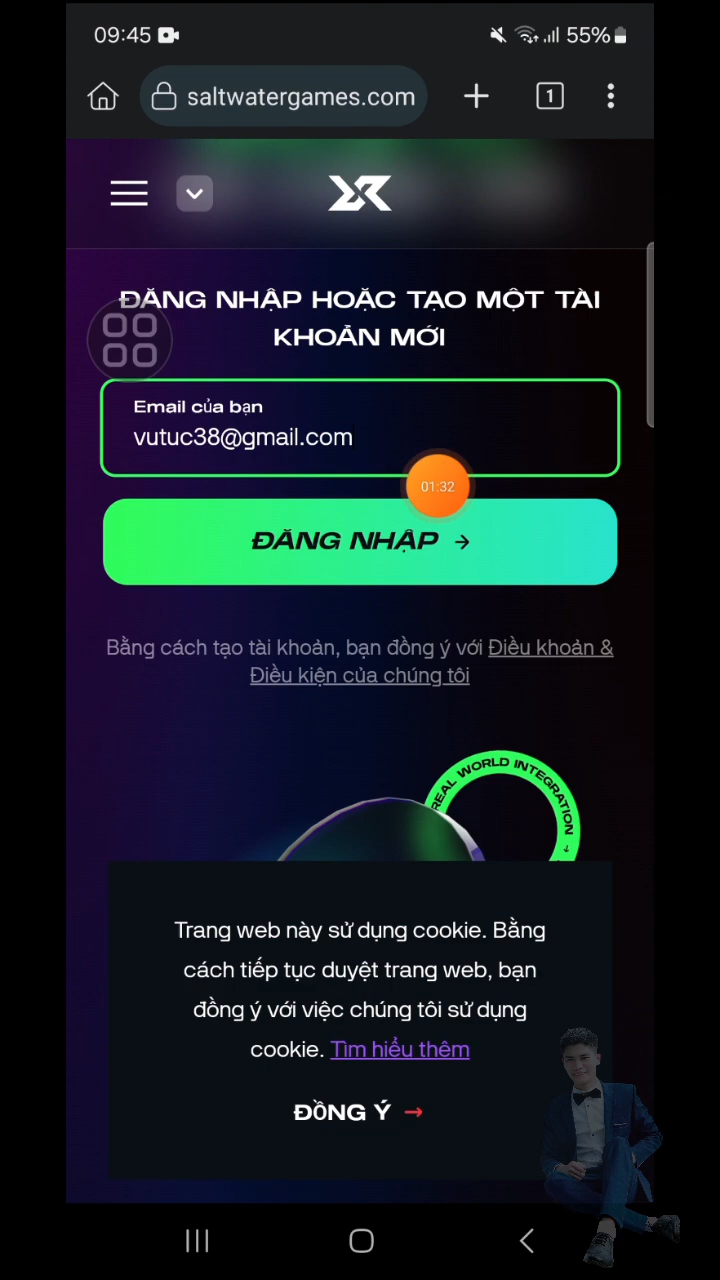 09:45
55%
saltwatergames.com
1
ĐĂNG NHẬP HOẶC TẠO MỘT TÀI
KHOẢN MỚI
Email của bạn
vutuc38@gmail.com
01:32
ĐĂNG NHẬP →
Bằng cách tạo tài khoản, bạn đồng ý với Điều khoản &
Điều kiện của chúng tôi
REAL WORLD INTEGRATION
Trang web này sử dụng cookie. Bằng
cách tiếp tục duyệt trang web, bạn
đồng ý với việc chúng tôi sử dụng
cookie. Tìm hiểu thêm
ĐỒNG Ý →